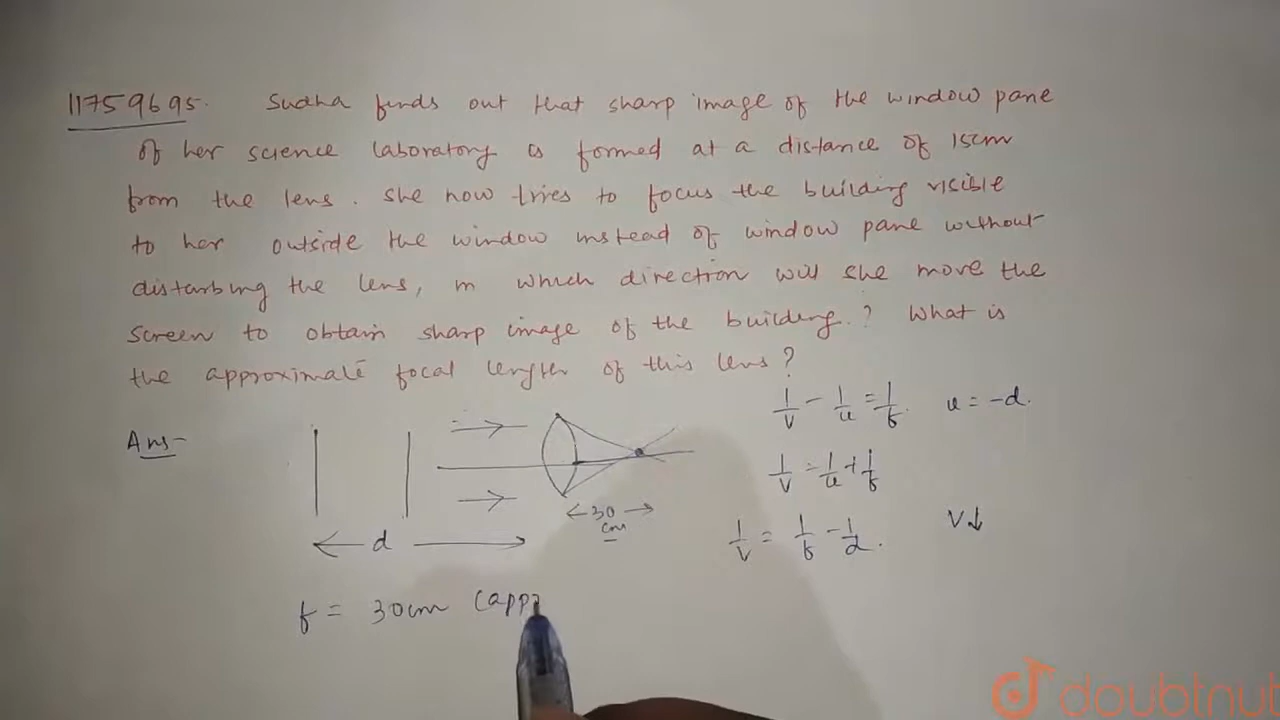 11759695. Sudha finds out that sharp image of the window pane
of her science laboratory is formed at a distance of 15cm
from the lens. She now tries to focus the building visible
to her outside the window instead of window pane without
disturbing the lens, in which direction will she move the
screen to obtain sharp image of the building.? What is
the approximate focal length of this lens?
1/v - 1/u = 1/f. u = -d.
Ans-
1/v = 1/u + 1/f
30
cm
1/v = 1/f - 1/d. v↓
d
f = 30cm (app
doubtnut